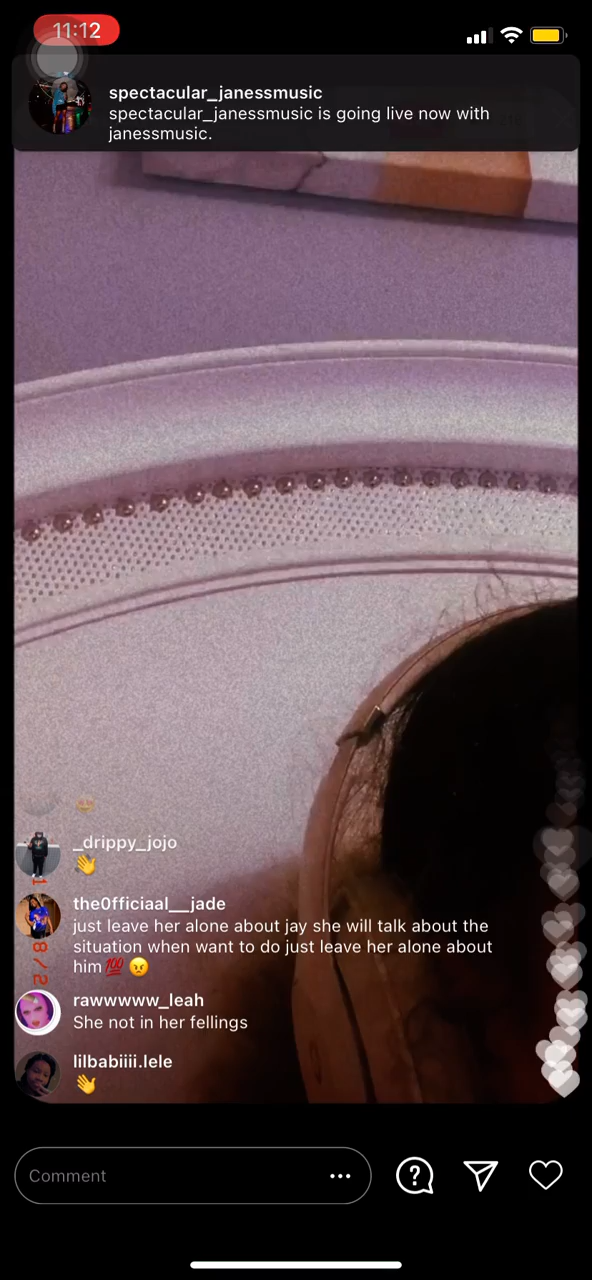 11:12
spectacular_janessmusic
spectacular_janessmusic is going live now with
janessmusic.
_drippy_jojo
👋
the0fficiaal__jade
just leave her alone about jay she will talk about the
situation when want to do just leave her alone about
him💯😠
rawwwww_leah
She not in her fellings
lilbabiiii.lele
👋
Comment